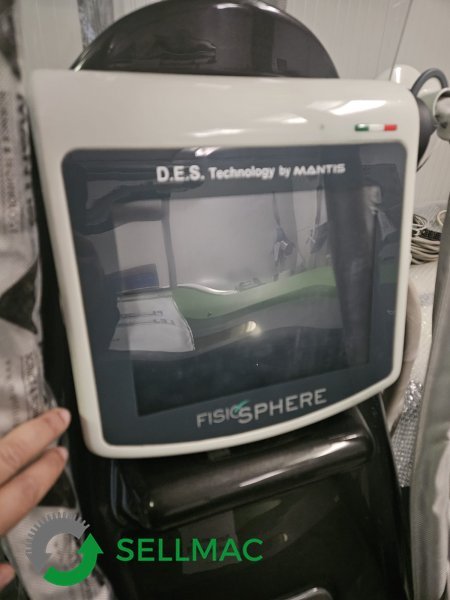 D.E.S. Technology by MANTIS
FISIOSPHERE
SELLMAC